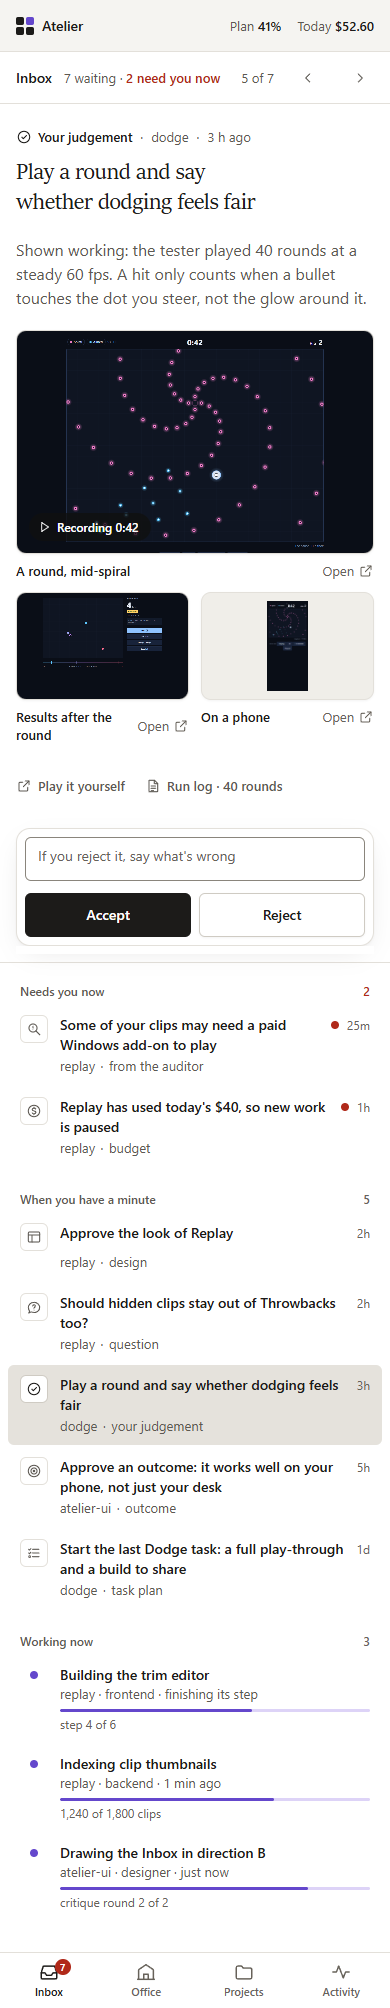 Atelier
Plan 41%
Today $52.60
Inbox
7 waiting · 2 need you now
5 of 7
Your judgement · dodge · 3 h ago
Play a round and say
whether dodging feels fair
Shown working: the tester played 40 rounds at a
steady 60 fps. A hit only counts when a bullet
touches the dot you steer, not the glow around it.
0:42
2
Recording 0:42
A round, mid-spiral
Open
Results after the
round
Open
On a phone
Open
Play it yourself
Run log · 40 rounds
If you reject it, say what's wrong
Accept
Reject
Needs you now
2
Some of your clips may need a paid
Windows add-on to play
25m
replay · from the auditor
Replay has used today's $40, so new work
is paused
1h
replay · budget
When you have a minute
5
Approve the look of Replay
2h
replay · design
Should hidden clips stay out of Throwbacks
too?
2h
replay · question
Play a round and say whether dodging feels
fair
3h
dodge · your judgement
Approve an outcome: it works well on your
phone, not just your desk
5h
atelier-ui · outcome
Start the last Dodge task: a full play-through
and a build to share
1d
dodge · task plan
Working now
3
Building the trim editor
replay · frontend · finishing its step
step 4 of 6
Indexing clip thumbnails
replay · backend · 1 min ago
1,240 of 1,800 clips
Drawing the Inbox in direction B
atelier-ui · designer · just now
critique round 2 of 2
7
Inbox
Office
Projects
Activity